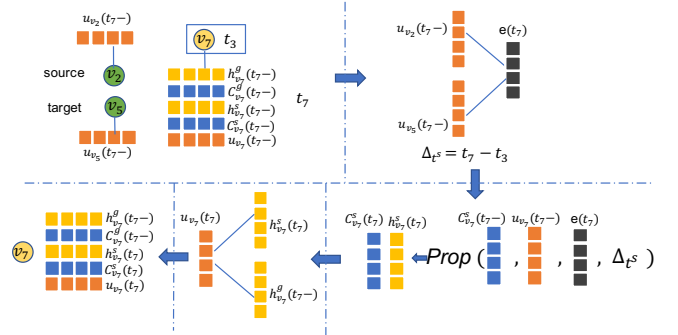 u_{v_2}(t_7−)
source
v_2
target
v_5
u_{v_5}(t_7−)
v_7 t_3
h^g_{v_7}(t_7−)
C^g_{v_7}(t_7−)
h^s_{v_7}(t_7−)
C^s_{v_7}(t_7−)
u_{v_7}(t_7−)
t_7
u_{v_2}(t_7−)
e(t_7)
u_{v_5}(t_7−)
Δ_{t^s} = t_7 − t_3
C^s_{v_7}(t_7−) u_{v_7}(t_7−) e(t_7)
Prop ( , , , Δ_{t^s} )
C^s_{v_7}(t_7) h^s_{v_7}(t_7)
u_{v_7}(t_7)
h^s_{v_7}(t_7)
h^g_{v_7}(t_7−)
v_7
h^g_{v_7}(t_7−)
C^g_{v_7}(t_7−)
h^s_{v_7}(t_7)
C^s_{v_7}(t_7)
u_{v_7}(t_7)